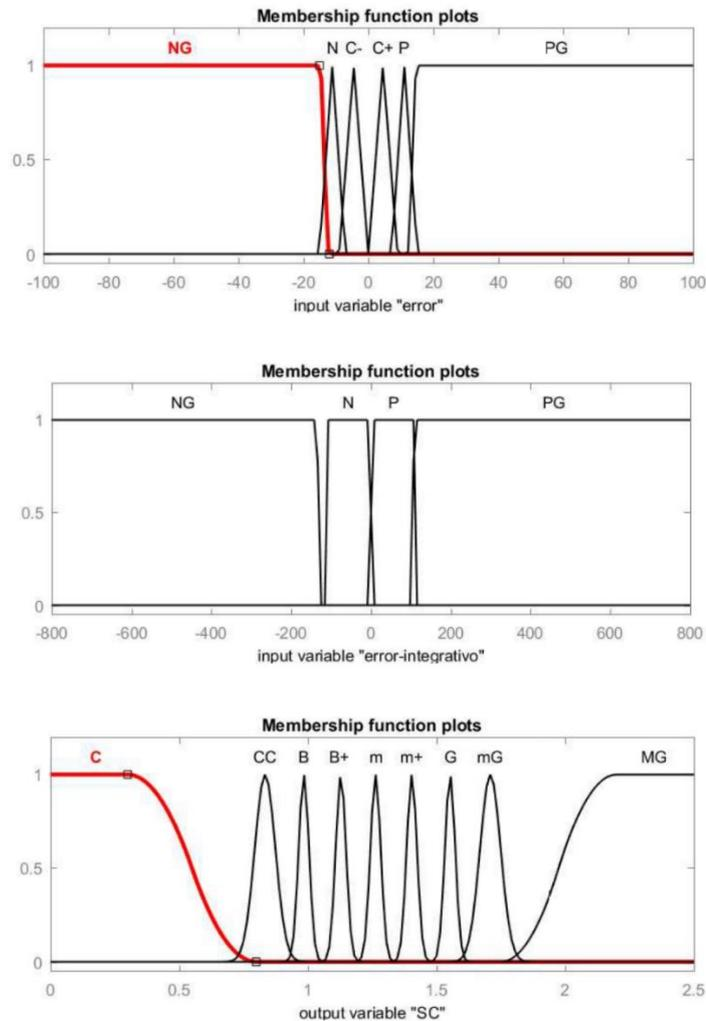 Membership function plots
NG N C- C+ P PG
1
0.5
0
-100 -80 -60 -40 -20 0 20 40 60 80 100
input variable "error"
Membership function plots
NG N P PG
1
0.5
0
-800 -600 -400 -200 0 200 400 600 800
input variable "error-integrativo"
Membership function plots
C CC B B+ m m+ G mG MG
1
0.5
0
0 0.5 1 1.5 2 2.5
output variable "SC"